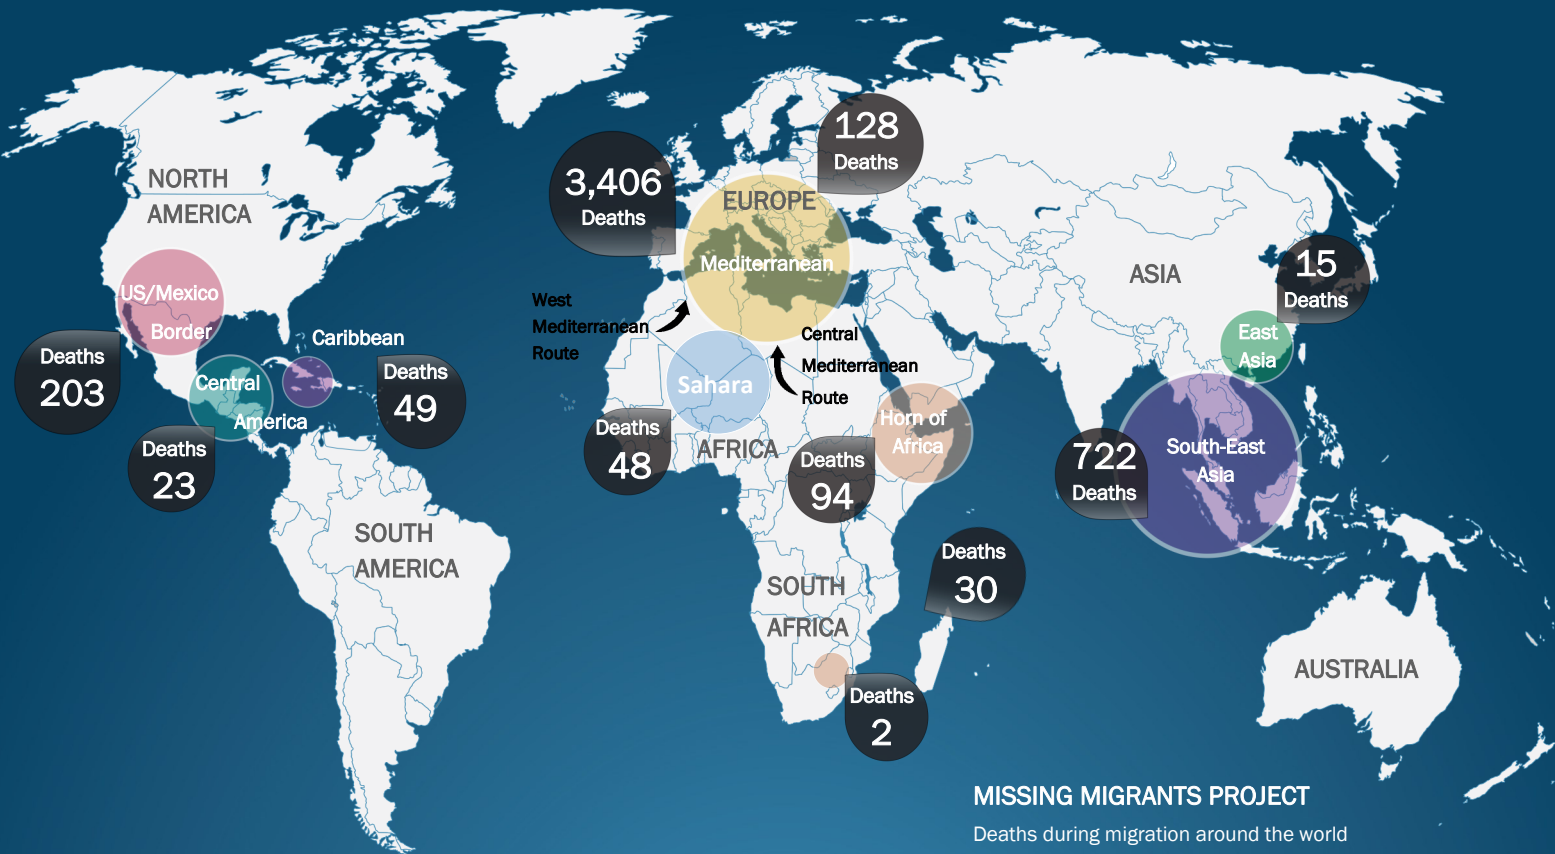 NORTH
AMERICA
US/Mexico
Border
Deaths
203
Central
America
Deaths
23
Caribbean
Deaths
49
SOUTH
AMERICA
3,406
Deaths
128
Deaths
EUROPE
Mediterranean
West
Mediterranean
Route
Central
Mediterranean
Route
Sahara
Deaths
48
AFRICA
Horn of
Africa
Deaths
94
SOUTH
AFRICA
Deaths
30
Deaths
2
ASIA
15
Deaths
East
Asia
South-East
Asia
722
Deaths
AUSTRALIA
MISSING MIGRANTS PROJECT
Deaths during migration around the world